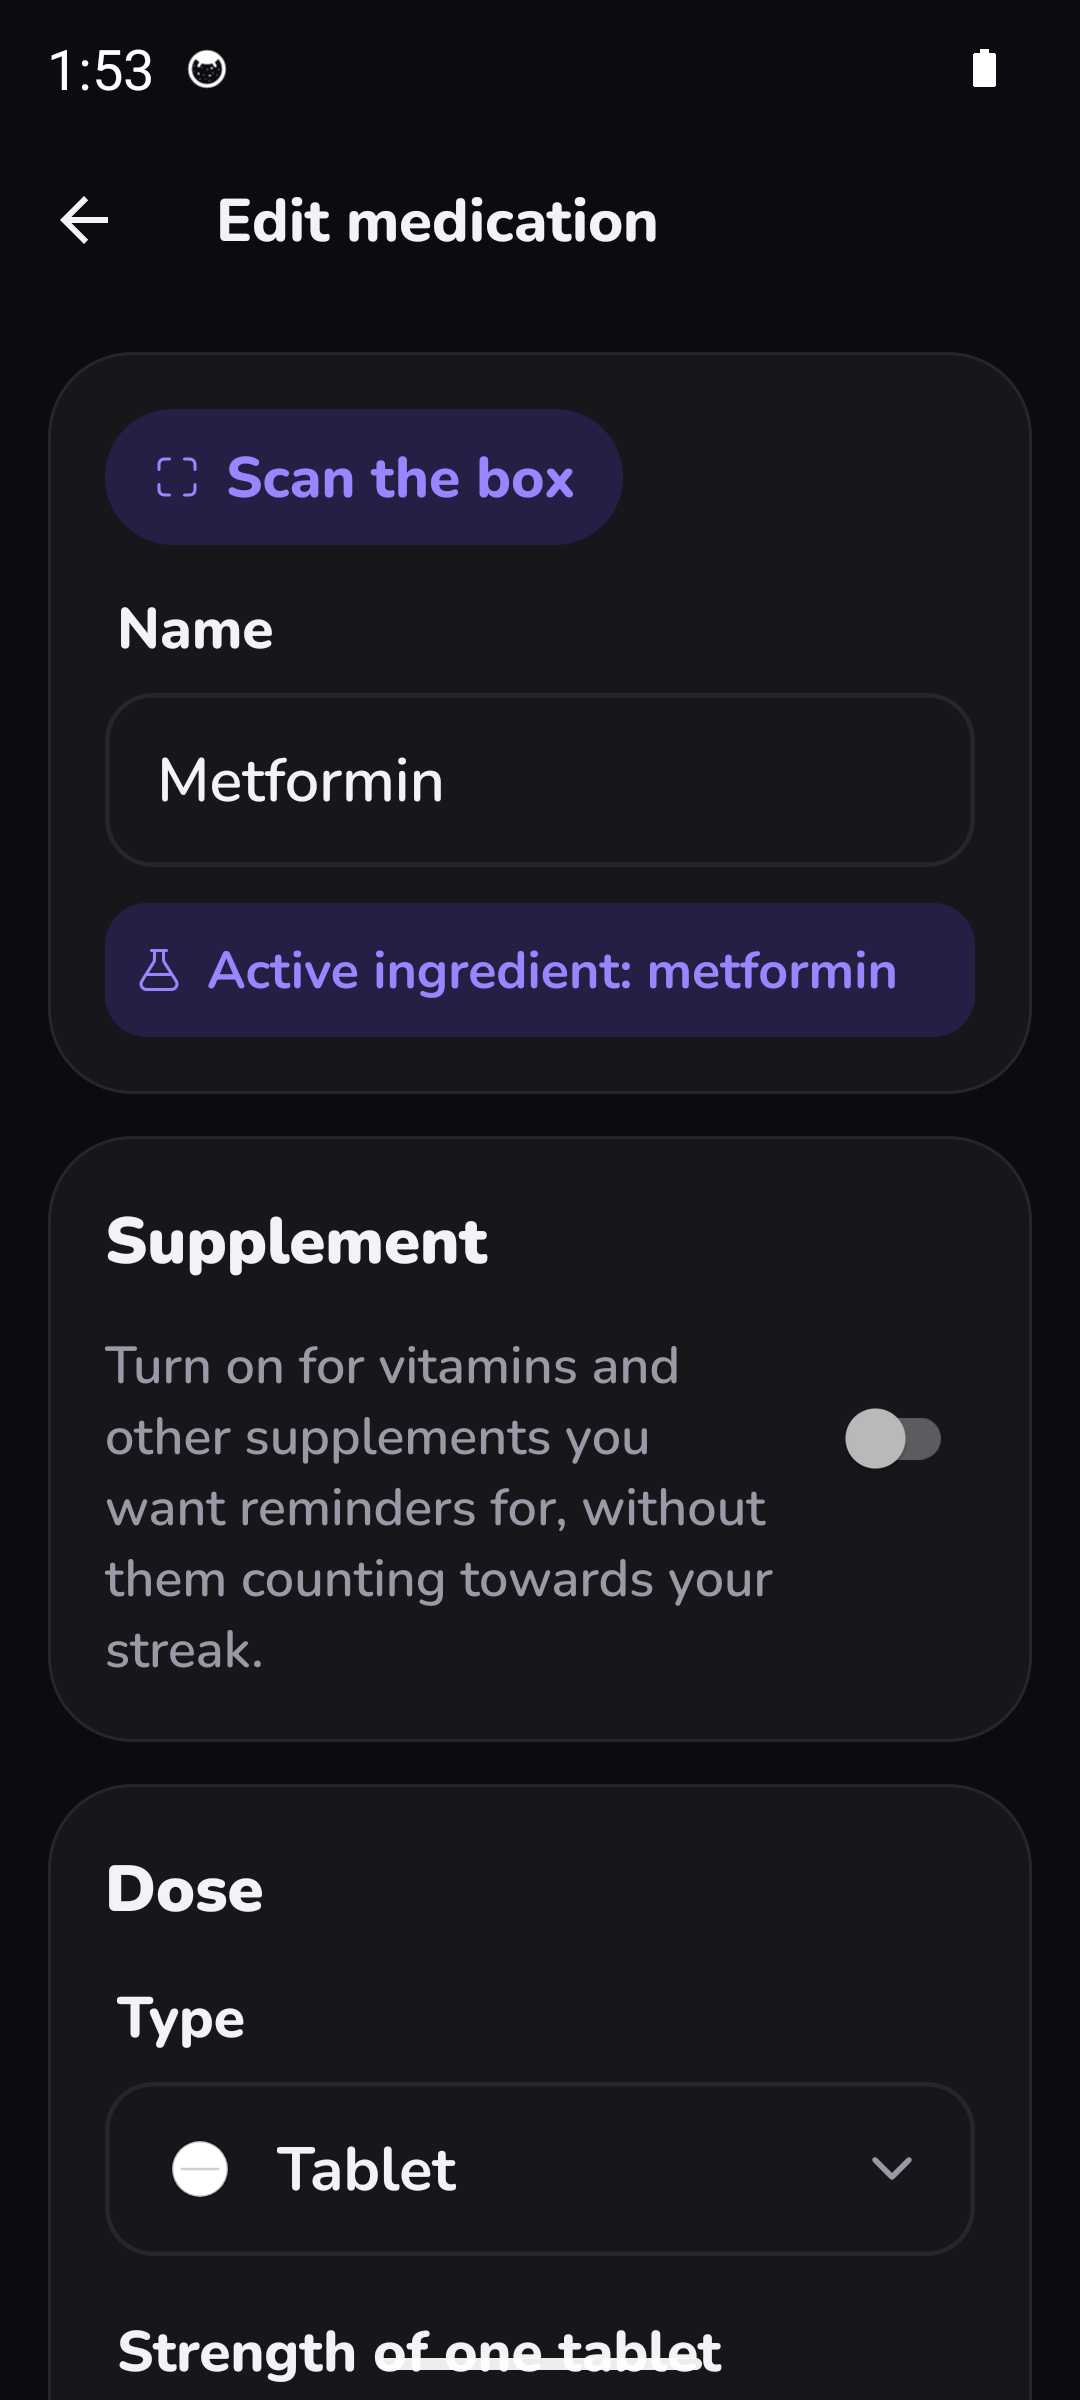 1:53
Edit medication
Scan the box
Name
Metformin
Active ingredient: metformin
Supplement
Turn on for vitamins and
other supplements you
want reminders for, without
them counting towards your
streak.
Dose
Type
Tablet
Strength of one tablet